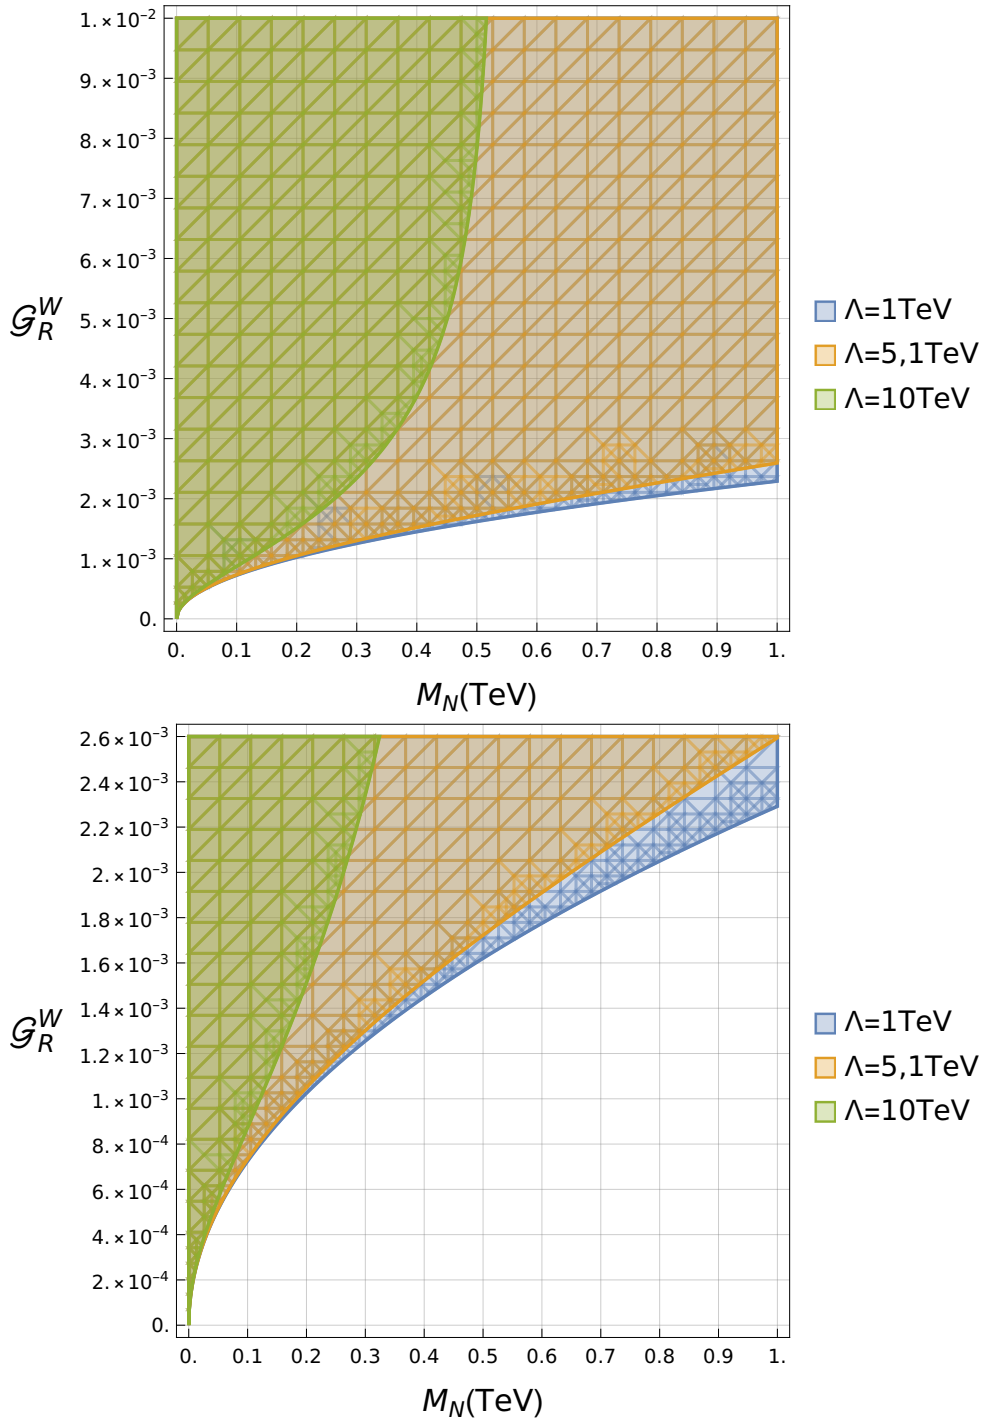 1.×10⁻²
9.×10⁻³
8.×10⁻³
7.×10⁻³
6.×10⁻³
5.×10⁻³
4.×10⁻³
3.×10⁻³
2.×10⁻³
1.×10⁻³
0.
𝒢_R^W
0. 0.1 0.2 0.3 0.4 0.5 0.6 0.7 0.8 0.9 1.
M_N(TeV)
Λ=1TeV
Λ=5,1TeV
Λ=10TeV
2.6×10⁻³
2.4×10⁻³
2.2×10⁻³
2.×10⁻³
1.8×10⁻³
1.6×10⁻³
1.4×10⁻³
1.2×10⁻³
1.×10⁻³
8.×10⁻⁴
6.×10⁻⁴
4.×10⁻⁴
2.×10⁻⁴
0.
𝒢_R^W
0. 0.1 0.2 0.3 0.4 0.5 0.6 0.7 0.8 0.9 1.
M_N(TeV)
Λ=1TeV
Λ=5,1TeV
Λ=10TeV